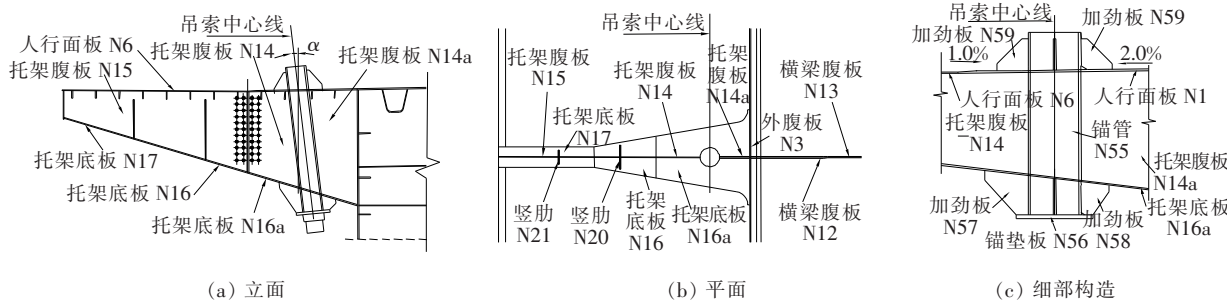 吊索中心线
人行面板 N6
托架腹板 N14
α
托架腹板
N15
托架腹板 N14a
托架底板 N17
托架底板 N16
托架底板 N16a
(a) 立面
吊索中心线
托架腹板
N15
托架底板
N17
托架腹板
N14
托架
腹板
N14a
横梁腹板
N13
外腹板
N3
竖肋
N21
竖肋
N20
托架
底板
N16
托架底板
N16a
横梁腹板
N12
(b) 平面
吊索中心线
加劲板 N59
加劲板
N59
1.0%
2.0%
人行面板 N6
人行面板 N1
托架腹板
N14
锚管
N55
托架腹板
N14a
加劲板
N57
加劲板
N58
托架底板
N16a
锚垫板 N56
(c) 细部构造